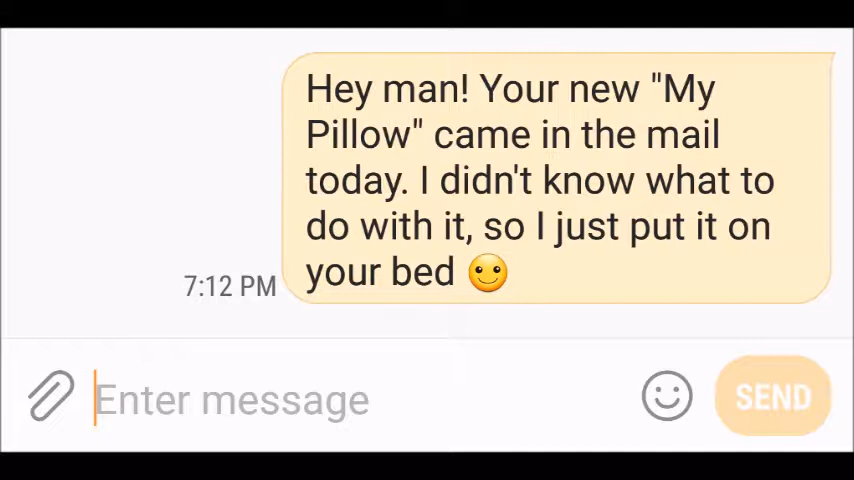 Hey man! Your new "My
Pillow" came in the mail
today. I didn't know what to
do with it, so I just put it on
your bed 🙂
7:12 PM
Enter message
SEND